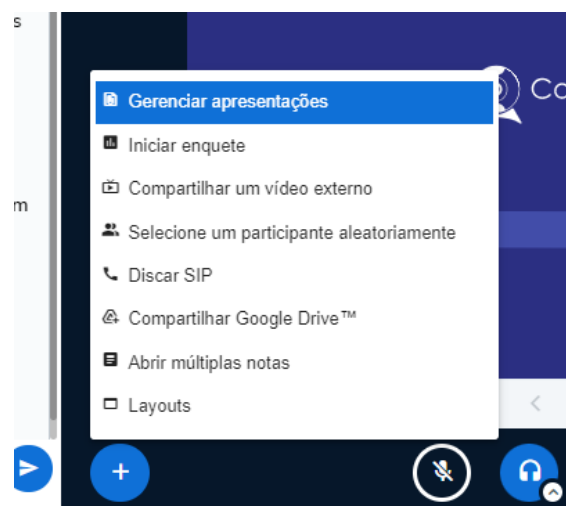 s
Co
Gerenciar apresentações
Iniciar enquete
Compartilhar um vídeo externo
m
Selecione um participante aleatoriamente
Discar SIP
Compartilhar Google Drive™
Abrir múltiplas notas
Layouts